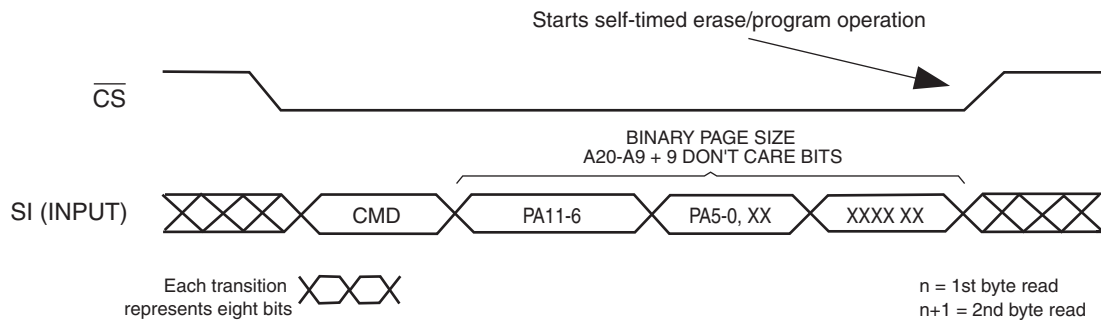 Starts self-timed erase/program operation
CS
BINARY PAGE SIZE
A20-A9 + 9 DON'T CARE BITS
SI (INPUT)
CMD
PA11-6
PA5-0, XX
XXXX XX
Each transition
represents eight bits
n = 1st byte read
n+1 = 2nd byte read